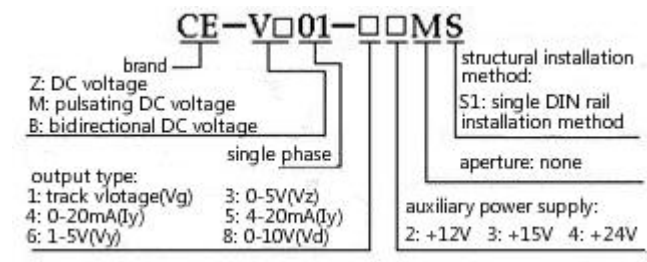 CE-V□01-□□MS
brand
Z: DC voltage
M: pulsating DC voltage
B: bidirectional DC voltage
single phase
output type:
1: track vlotage(Vg) 3: 0-5V(Vz)
4: 0-20mA(Iy) 5: 4-20mA(Iy)
6: 1-5V(Vy) 8: 0-10V(Vd)
structural installation
method:
S1: single DIN rail
installation method
aperture: none
auxiliary power supply:
2: +12V 3: +15V 4: +24V